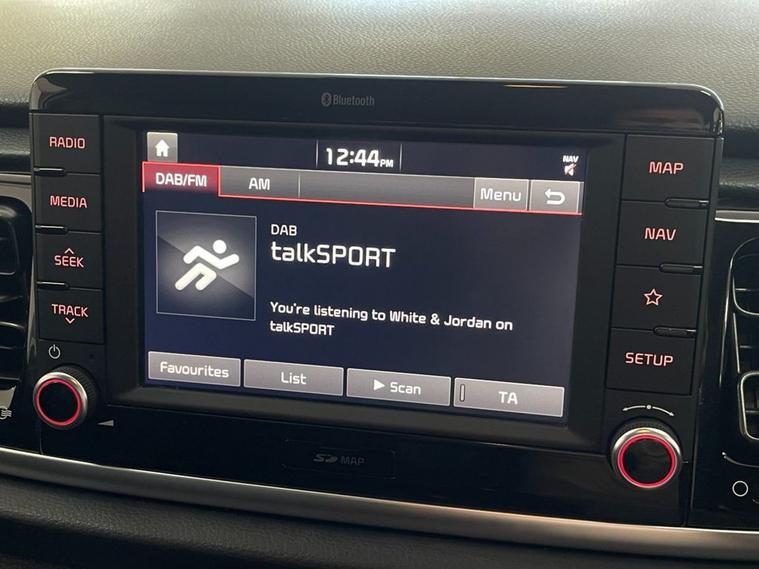 Bluetooth
RADIO
MEDIA
SEEK
TRACK
12:44PM
NAV
DAB/FM
AM
Menu
DAB
talkSPORT
You're listening to White & Jordan on
talkSPORT
Favourites
List
Scan
TA
MAP
NAV
SETUP
SD MAP